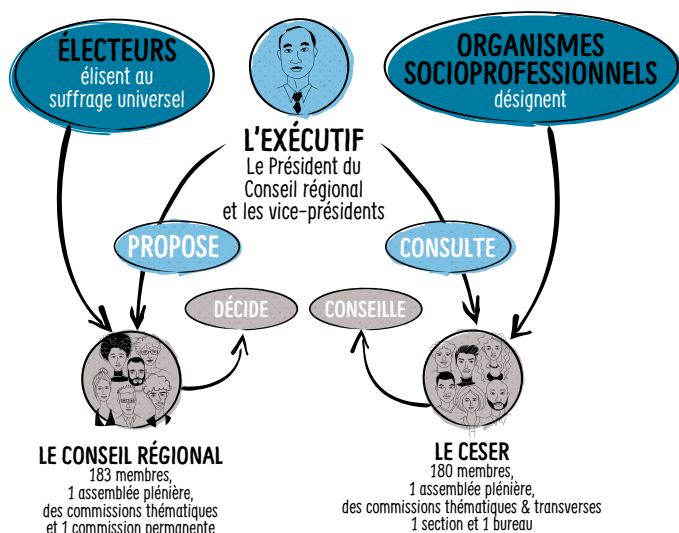 ÉLECTEURS
élisent au
suffrage universel
ORGANISMES
SOCIOPROFESSIONNELS
désignent
L'EXÉCUTIF
Le Président du
Conseil régional
et les vice-présidents
PROPOSE
CONSULTE
DÉCIDE
CONSEILLE
LE CONSEIL RÉGIONAL
183 membres,
1 assemblée plénière,
des commissions thématiques
et 1 commission permanente
LE CESER
180 membres,
1 assemblée plénière,
des commissions thématiques & transverses
1 section et 1 bureau